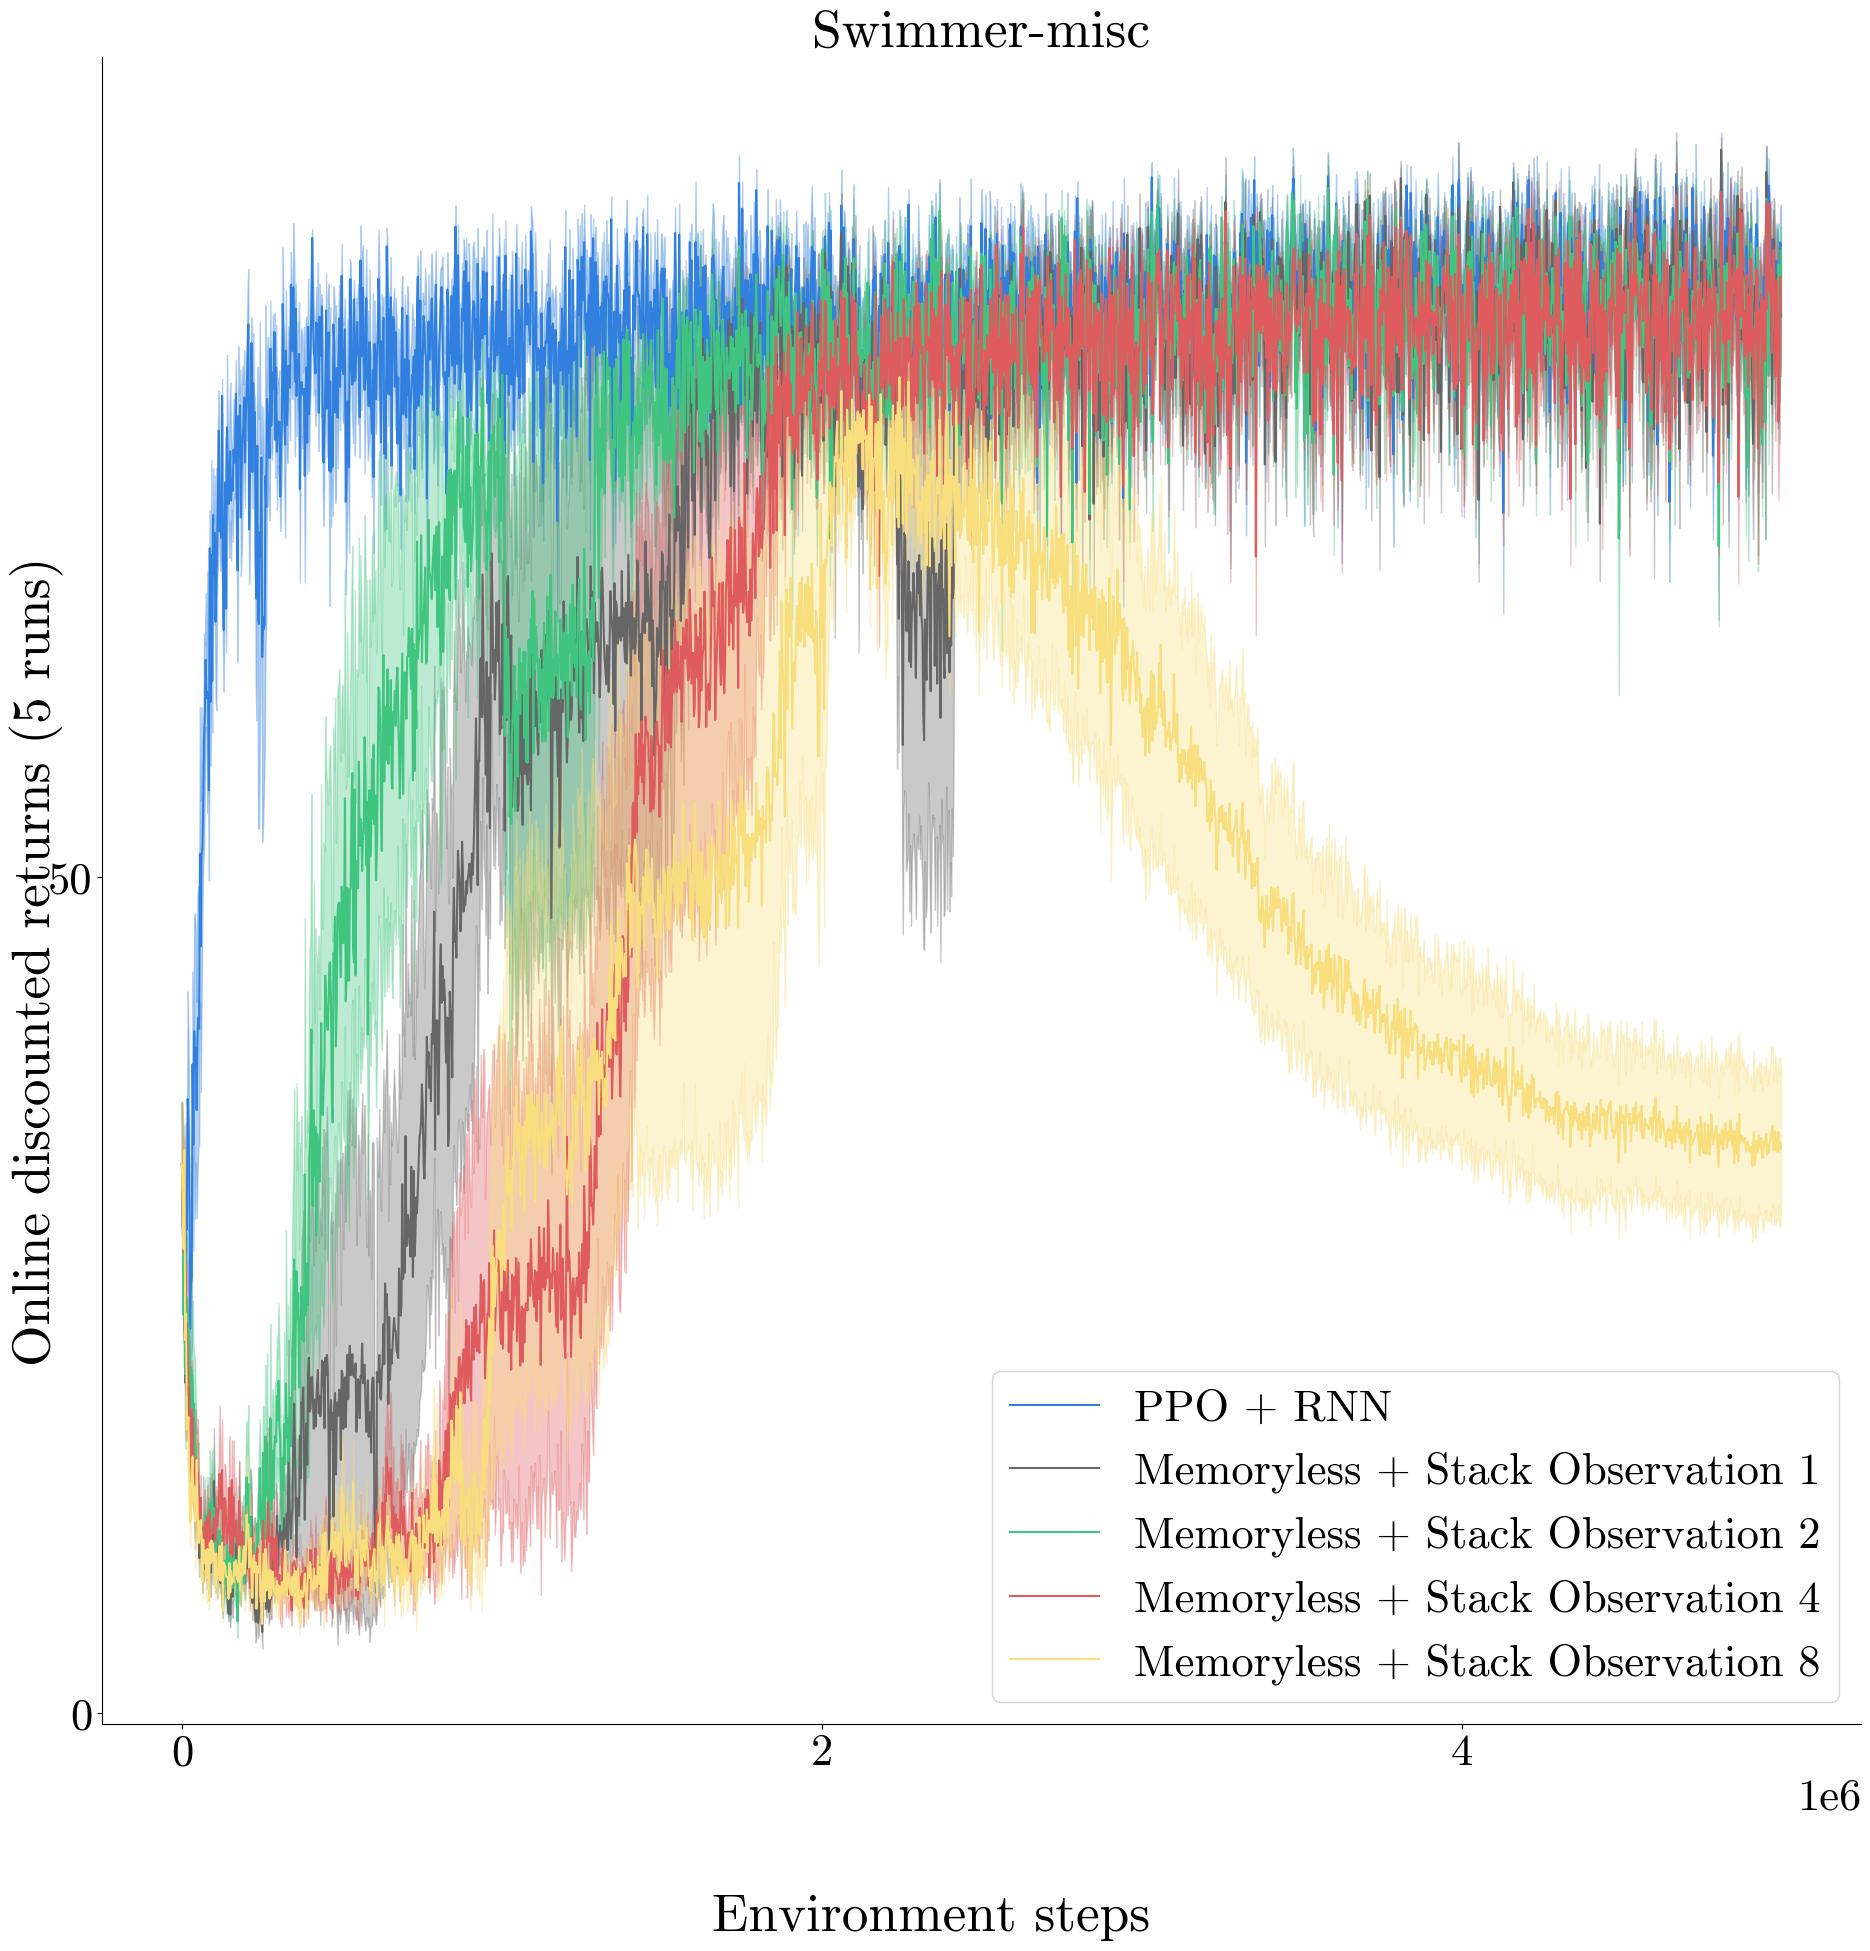 Swimmer-misc
Online discounted returns (5 runs)
50
0
0
2
4
1e6
Environment steps
PPO + RNN
Memoryless + Stack Observation 1
Memoryless + Stack Observation 2
Memoryless + Stack Observation 4
Memoryless + Stack Observation 8